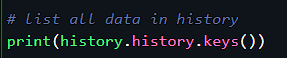 # list all data in history
print(history.history.keys())